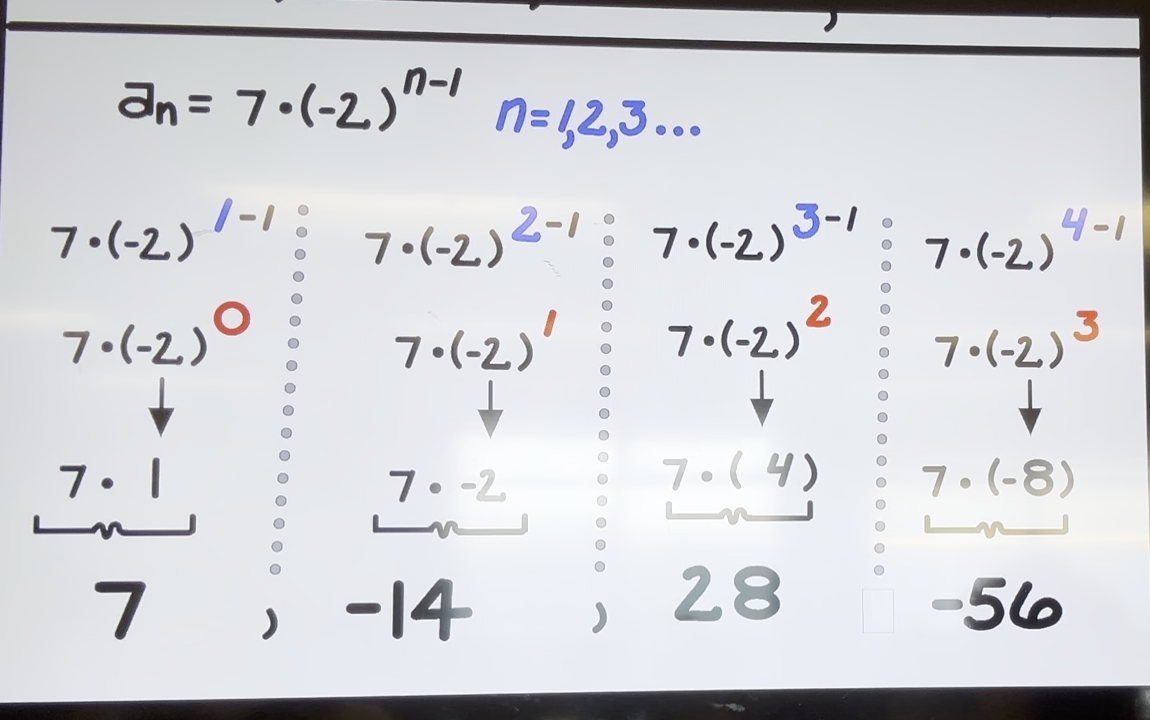 aₙ = 7·(-2)ⁿ⁻¹ n=1,2,3...
7·(-2)¹⁻¹ 7·(-2)²⁻¹ 7·(-2)³⁻¹ 7·(-2)⁴⁻¹
7·(-2)⁰ 7·(-2)¹ 7·(-2)² 7·(-2)³
7· 1 7 · -2 7 · ( 4) 7 · (-8)
7 , -14 , 28 -56